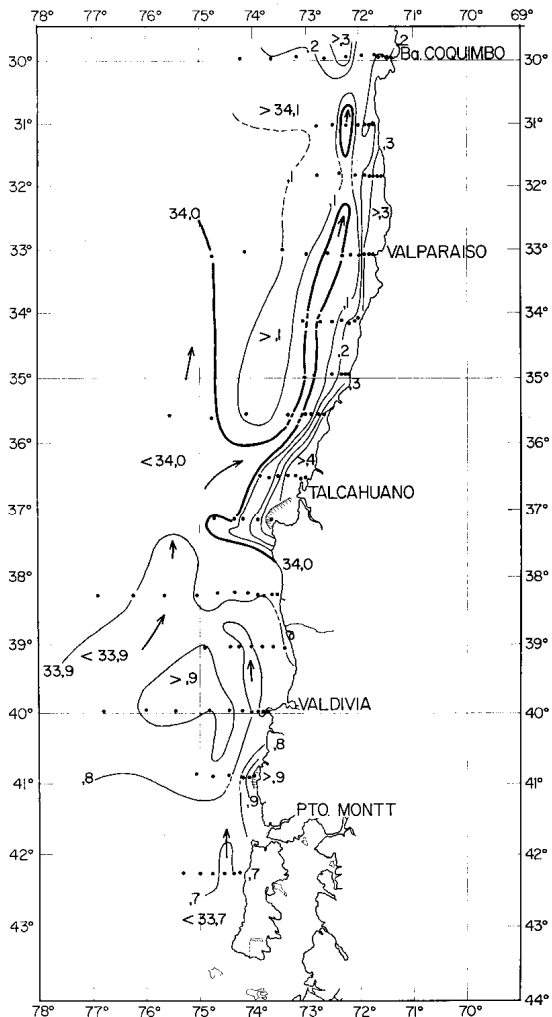 78° 77° 76° 75° 74° 73° 72° 71° 70° 69°
,2 >,3 ,2
30° Ba. COQUIMBO 30°
> 34,1
31° 31°
,3
32° ,1 32°
,1 >,3
34,0
33° VALPARAISO 33°
34° >,1 ,1 34°
,2
35° ,3 35°
36° < 34,0 36°
>,4
TALCAHUANO
37° 37°
34,0
38° 38°
39° < 33,9 39°
33,9 >,9
40° VALDIVIA 40°
,8
,8 >,9
41° ,9 41°
PTO. MONTT
42° 42°
,7
,7
< 33,7
43° 43°
44°
78° 77° 76° 75° 74° 73° 72° 71° 70° 44°